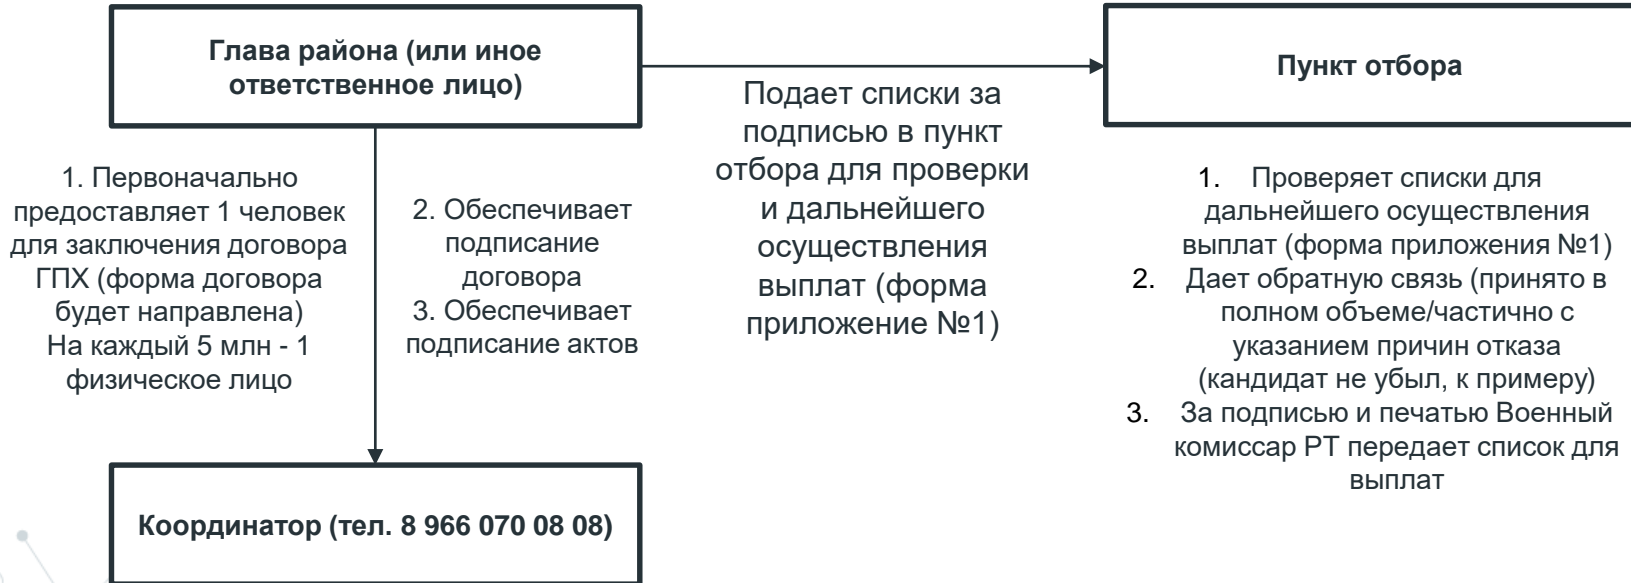 Глава района (или иное
ответственное лицо)
Пункт отбора
Подает списки за
подписью в пункт
отбора для проверки
и дальнейшего
осуществления
выплат (форма
приложение №1)
1. Первоначально
предоставляет 1 человек
для заключения договора
ГПХ (форма договора
будет направлена)
На каждый 5 млн - 1
физическое лицо
2. Обеспечивает
подписание
договора
3. Обеспечивает
подписание актов
1. Проверяет списки для
дальнейшего осуществления
выплат (форма приложения №1)
2. Дает обратную связь (принято в
полном объеме/частично с
указанием причин отказа
(кандидат не убыл, к примеру)
3. За подписью и печатью Военный
комиссар РТ передает список для
выплат
Координатор (тел. 8 966 070 08 08)